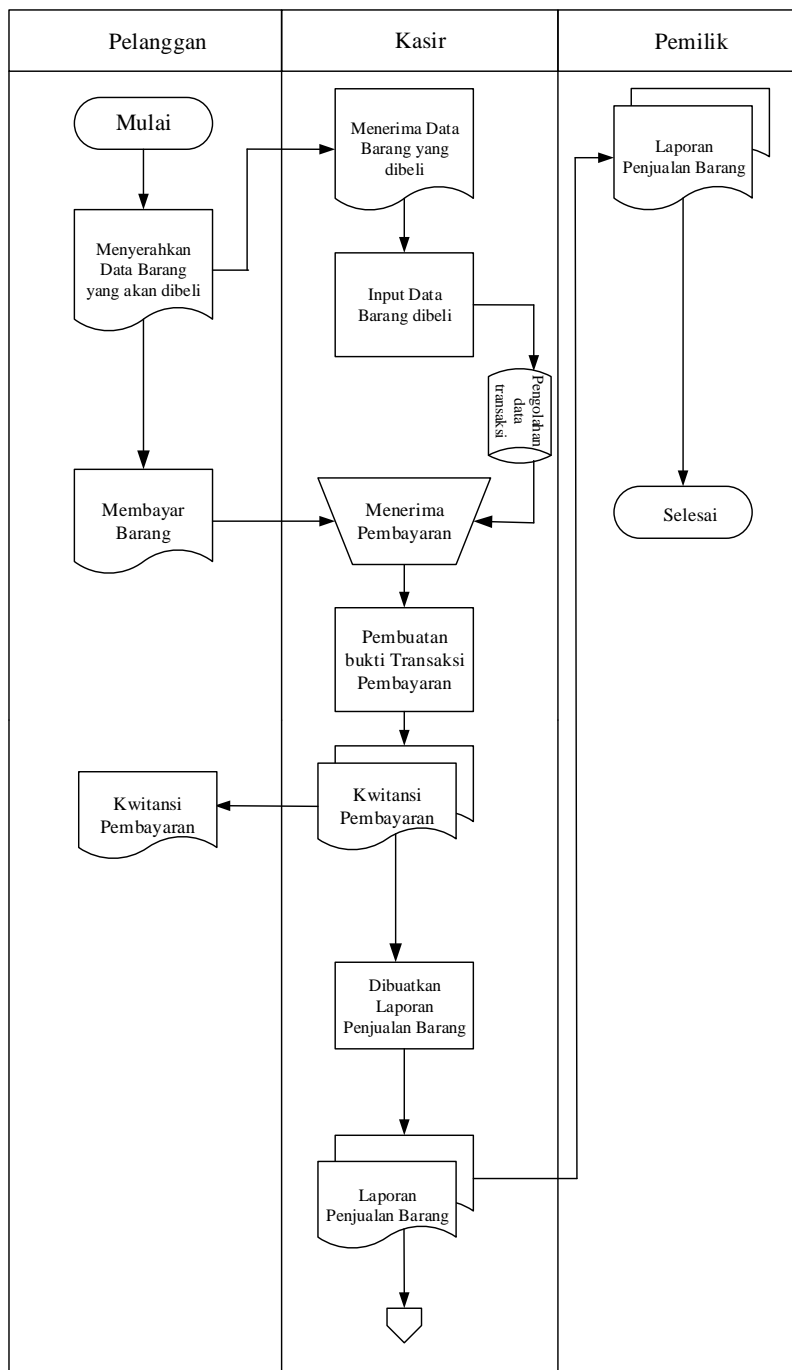 Pelanggan
Kasir
Pemilik
Mulai
Menyerahkan
Data Barang
yang akan dibeli
Membayar
Barang
Kwitansi
Pembayaran
Menerima Data
Barang yang
dibeli
Input Data
Barang dibeli
Pengolahan
data
transaksi
Menerima
Pembayaran
Pembuatan
bukti Transaksi
Pembayaran
Kwitansi
Pembayaran
Dibuatkan
Laporan
Penjualan Barang
Laporan
Penjualan Barang
Laporan
Penjualan Barang
Selesai